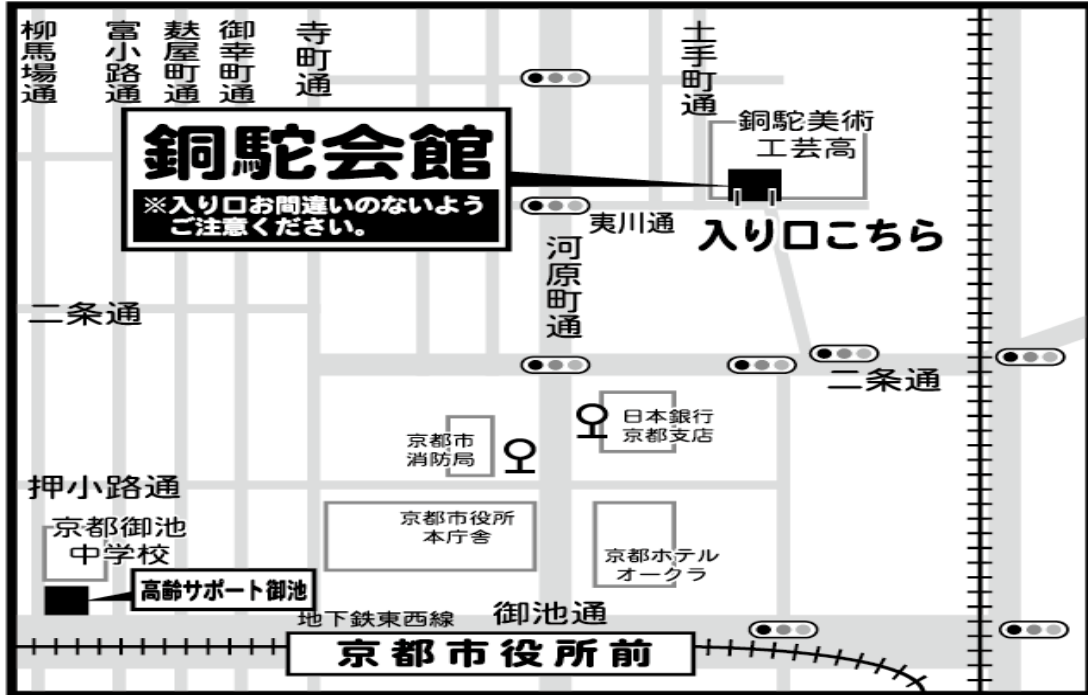 柳馬場通
富小路通
麸屋町通
御幸町通
寺町通
土手町通
銅駝美術
工芸高
銅駝会館
※入り口お間違いのないよう
ご注意ください。
夷川通
入り口こちら
河原町通
二条通
二条通
日本銀行
京都支店
京都市
消防局
押小路通
京都御池
中学校
京都市役所
本庁舎
京都ホテル
オークラ
高齢サポート御池
地下鉄東西線
御池通
京都市役所前